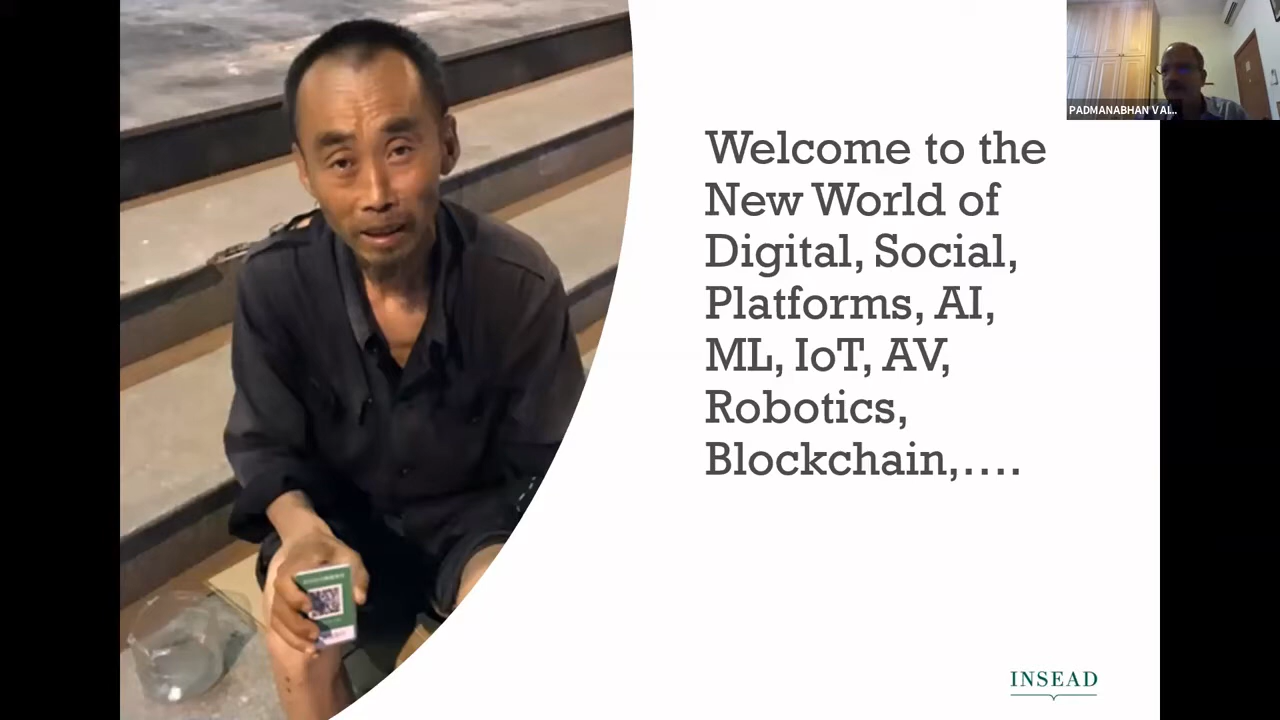 PADMANABHAN VAL..
Welcome to the
New World of
Digital, Social,
Platforms, AI,
ML, IoT, AV,
Robotics,
Blockchain,....
INSEAD